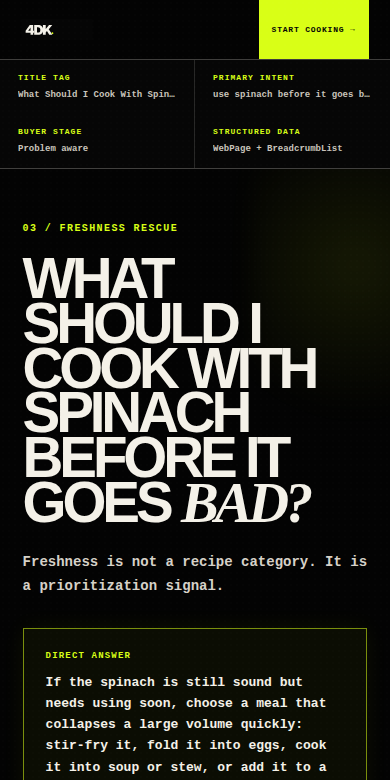 4DK.
START COOKING →
TITLE TAG
What Should I Cook With Spin…
PRIMARY INTENT
use spinach before it goes b…
BUYER STAGE
Problem aware
STRUCTURED DATA
WebPage + BreadcrumbList
03 / FRESHNESS RESCUE
WHAT
SHOULD I
COOK WITH
SPINACH
BEFORE IT
GOES BAD?
Freshness is not a recipe category. It is
a prioritization signal.
DIRECT ANSWER
If the spinach is still sound but
needs using soon, choose a meal that
collapses a large volume quickly:
stir-fry it, fold it into eggs, cook
it into soup or stew, or add it to a